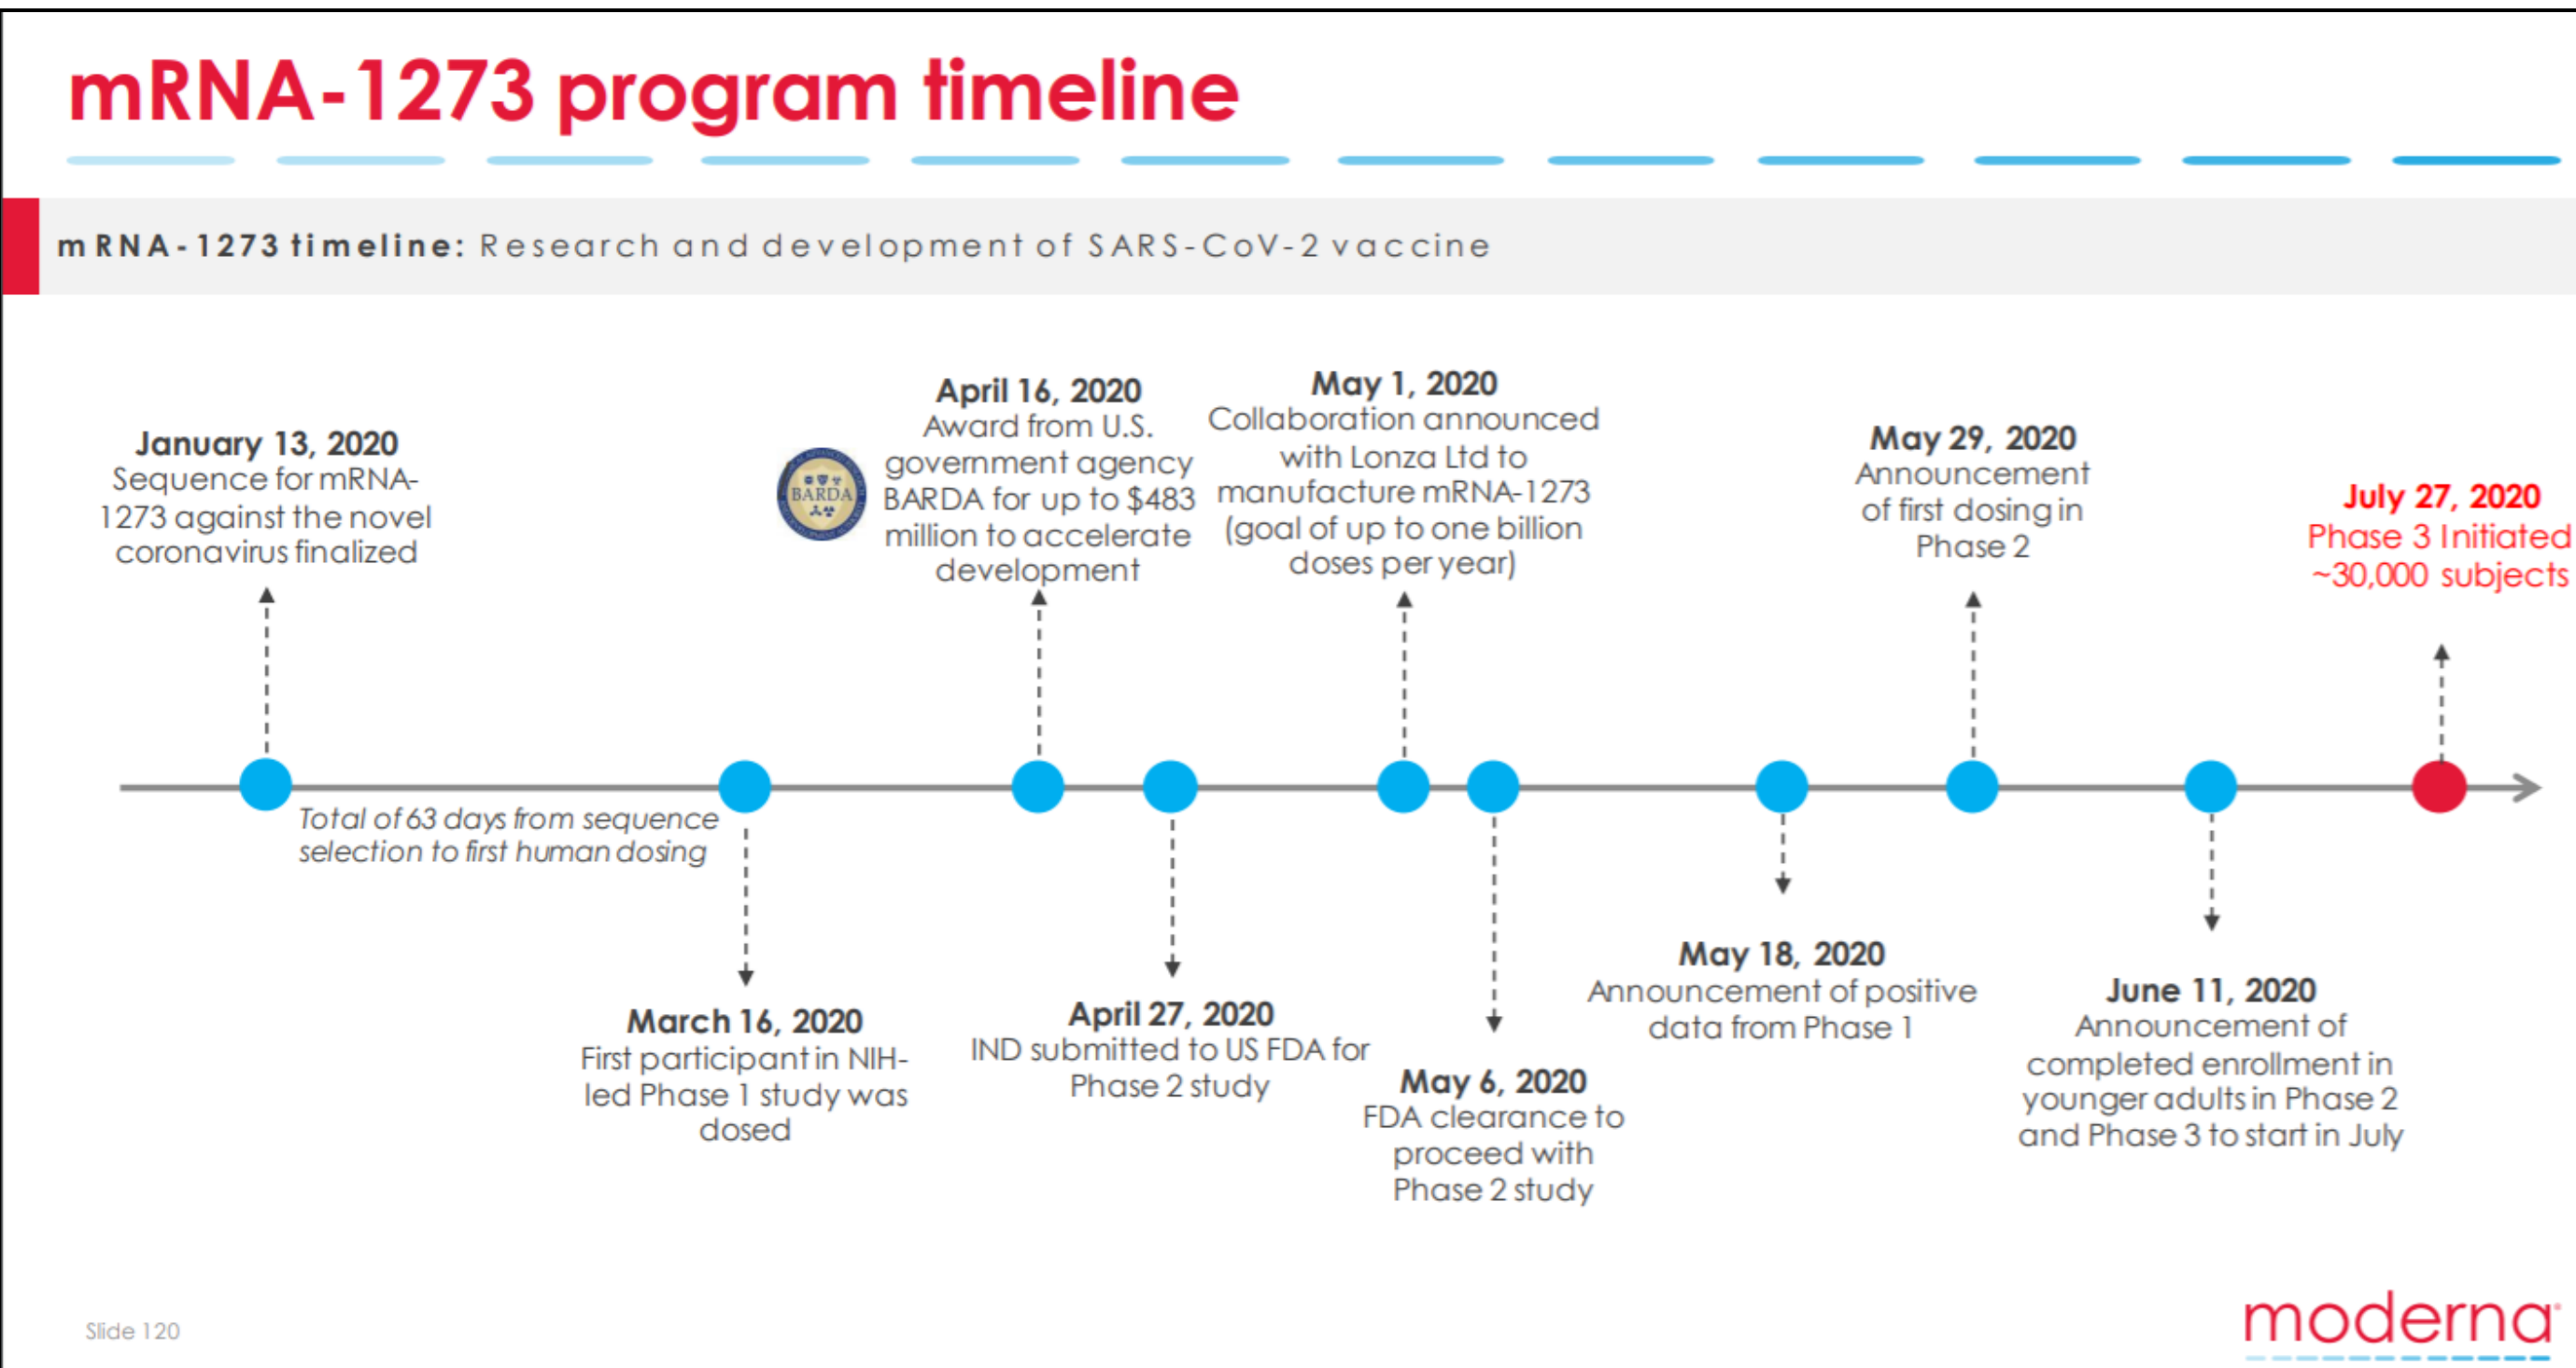 mRNA-1273 program timeline
mRNA-1273 timeline: Research and development of SARS-CoV-2 vaccine
January 13, 2020
Sequence for mRNA-
1273 against the novel
coronavirus finalized
BARDA
April 16, 2020
Award from U.S.
government agency
BARDA for up to $483
million to accelerate
development
May 1, 2020
Collaboration announced
with Lonza Ltd to
manufacture mRNA-1273
(goal of up to one billion
doses per year)
May 29, 2020
Announcement
of first dosing in
Phase 2
July 27, 2020
Phase 3 Initiated
~30,000 subjects
Total of 63 days from sequence
selection to first human dosing
March 16, 2020
First participant in NIH-
led Phase 1 study was
dosed
April 27, 2020
IND submitted to US FDA for
Phase 2 study
May 6, 2020
FDA clearance to
proceed with
Phase 2 study
May 18, 2020
Announcement of positive
data from Phase 1
June 11, 2020
Announcement of
completed enrollment in
younger adults in Phase 2
and Phase 3 to start in July
Slide 120
moderna